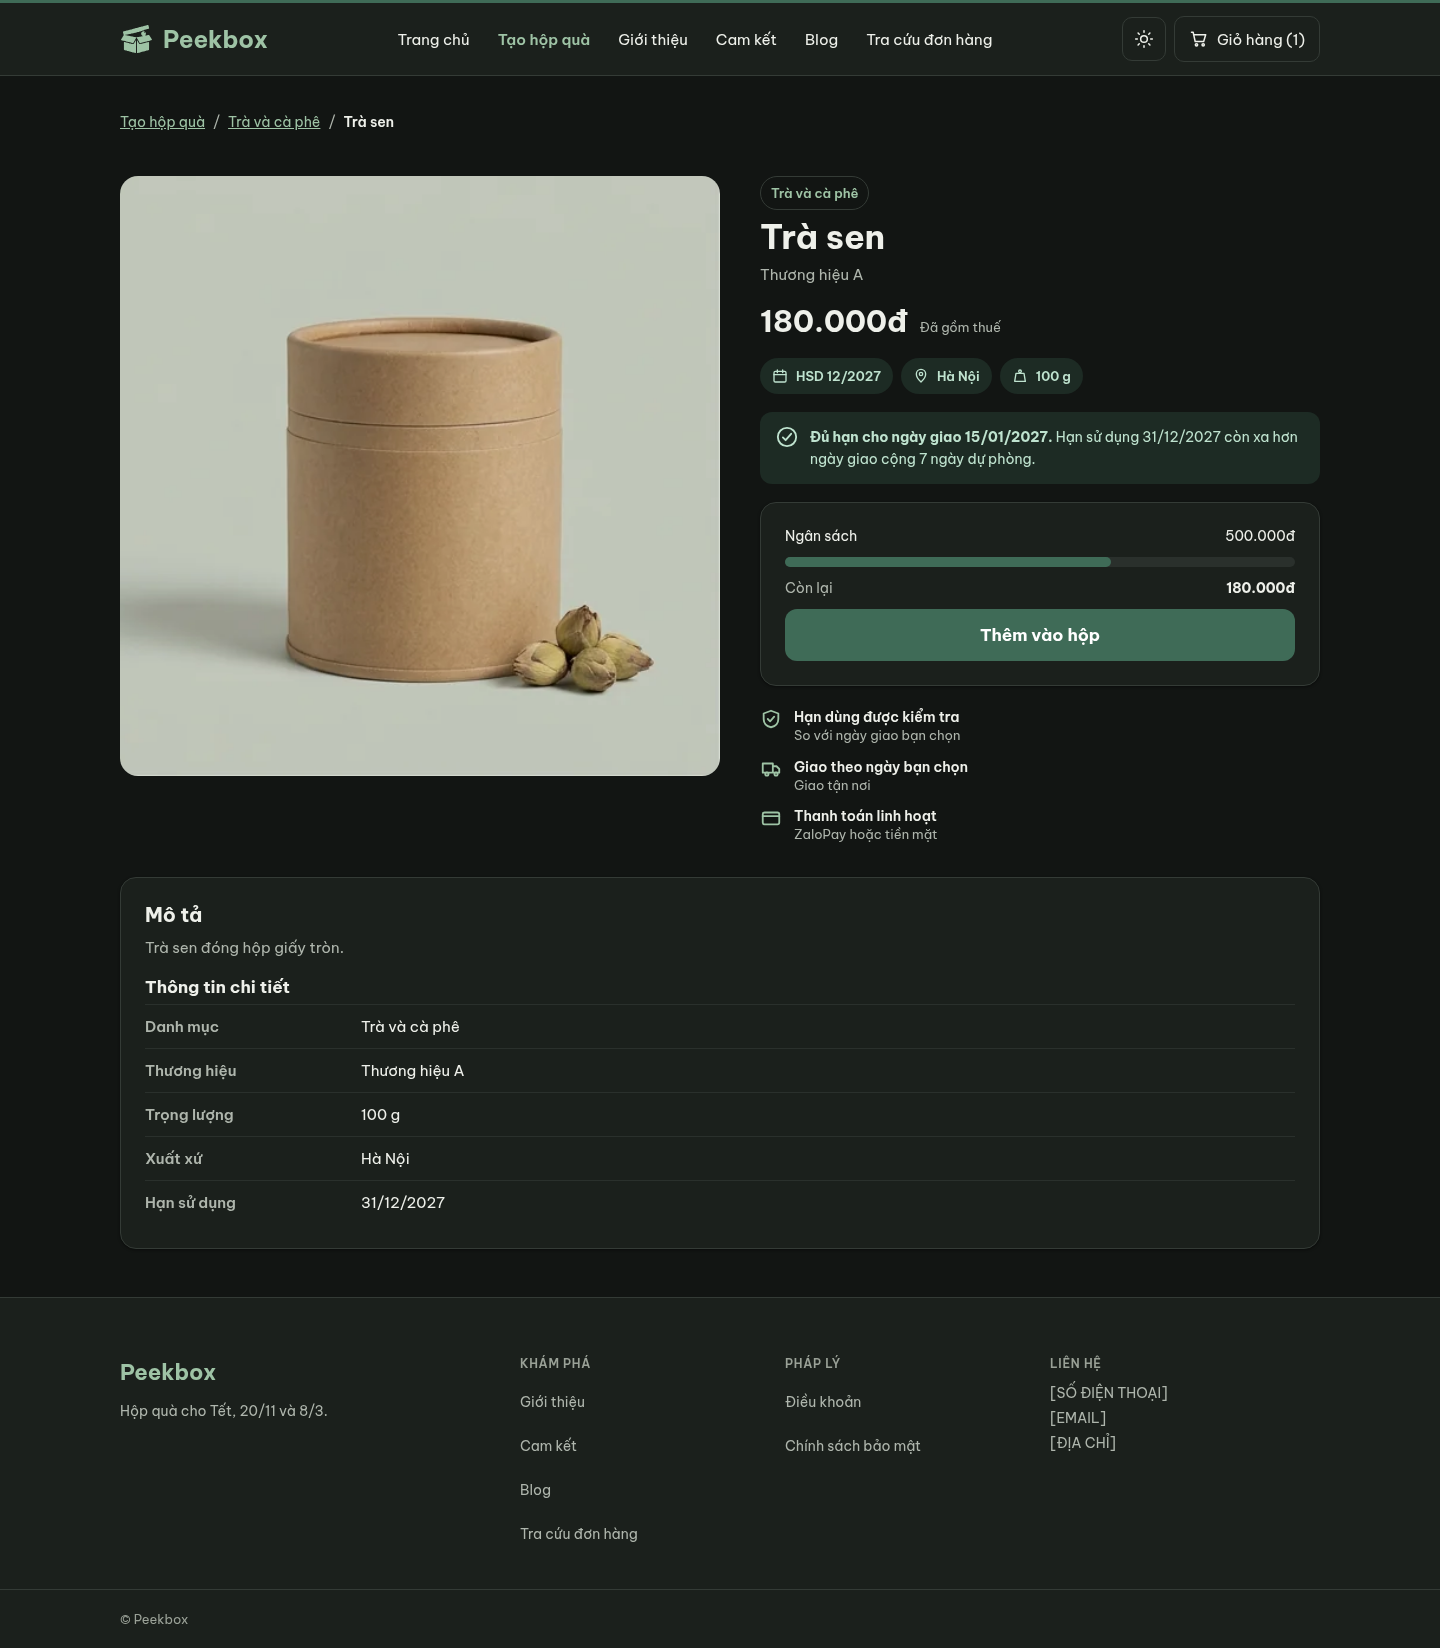 Peekbox
Trang chủ
Tạo hộp quà
Giới thiệu
Cam kết
Blog
Tra cứu đơn hàng
Giỏ hàng (1)
Tạo hộp quà / Trà và cà phê / Trà sen
Trà và cà phê
Trà sen
Thương hiệu A
180.000đ Đã gồm thuế
HSD 12/2027
Hà Nội
100 g
Đủ hạn cho ngày giao 15/01/2027. Hạn sử dụng 31/12/2027 còn xa hơn
ngày giao cộng 7 ngày dự phòng.
Ngân sách 500.000đ
Còn lại 180.000đ
Thêm vào hộp
Hạn dùng được kiểm tra
So với ngày giao bạn chọn
Giao theo ngày bạn chọn
Giao tận nơi
Thanh toán linh hoạt
ZaloPay hoặc tiền mặt
Mô tả
Trà sen đóng hộp giấy tròn.
Thông tin chi tiết
Danh mục Trà và cà phê
Thương hiệu Thương hiệu A
Trọng lượng 100 g
Xuất xứ Hà Nội
Hạn sử dụng 31/12/2027
Peekbox
Hộp quà cho Tết, 20/11 và 8/3.
KHÁM PHÁ
Giới thiệu
Cam kết
Blog
Tra cứu đơn hàng
PHÁP LÝ
Điều khoản
Chính sách bảo mật
LIÊN HỆ
[SỐ ĐIỆN THOẠI]
[EMAIL]
[ĐỊA CHỈ]
© Peekbox